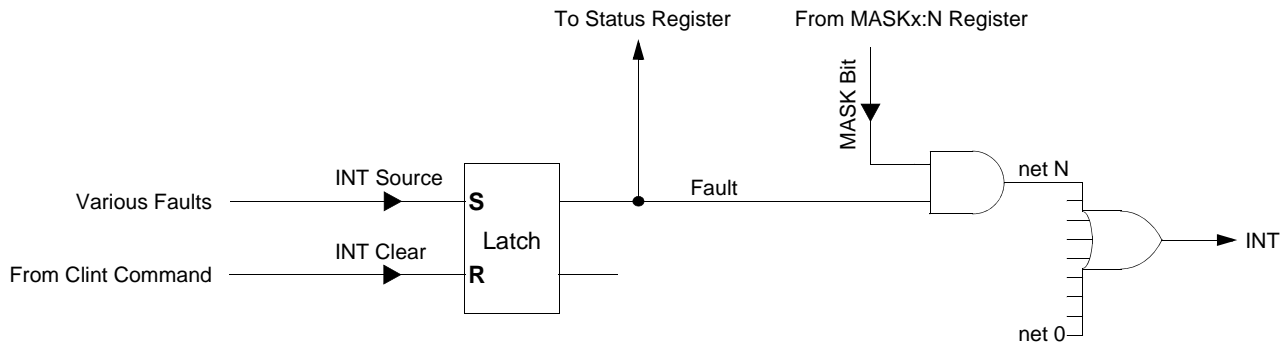 To Status Register
From MASKx:N Register
MASK Bit
INT Source
Various Faults
S
Fault
net N
Latch
INT
INT Clear
From Clint Command
R
net 0